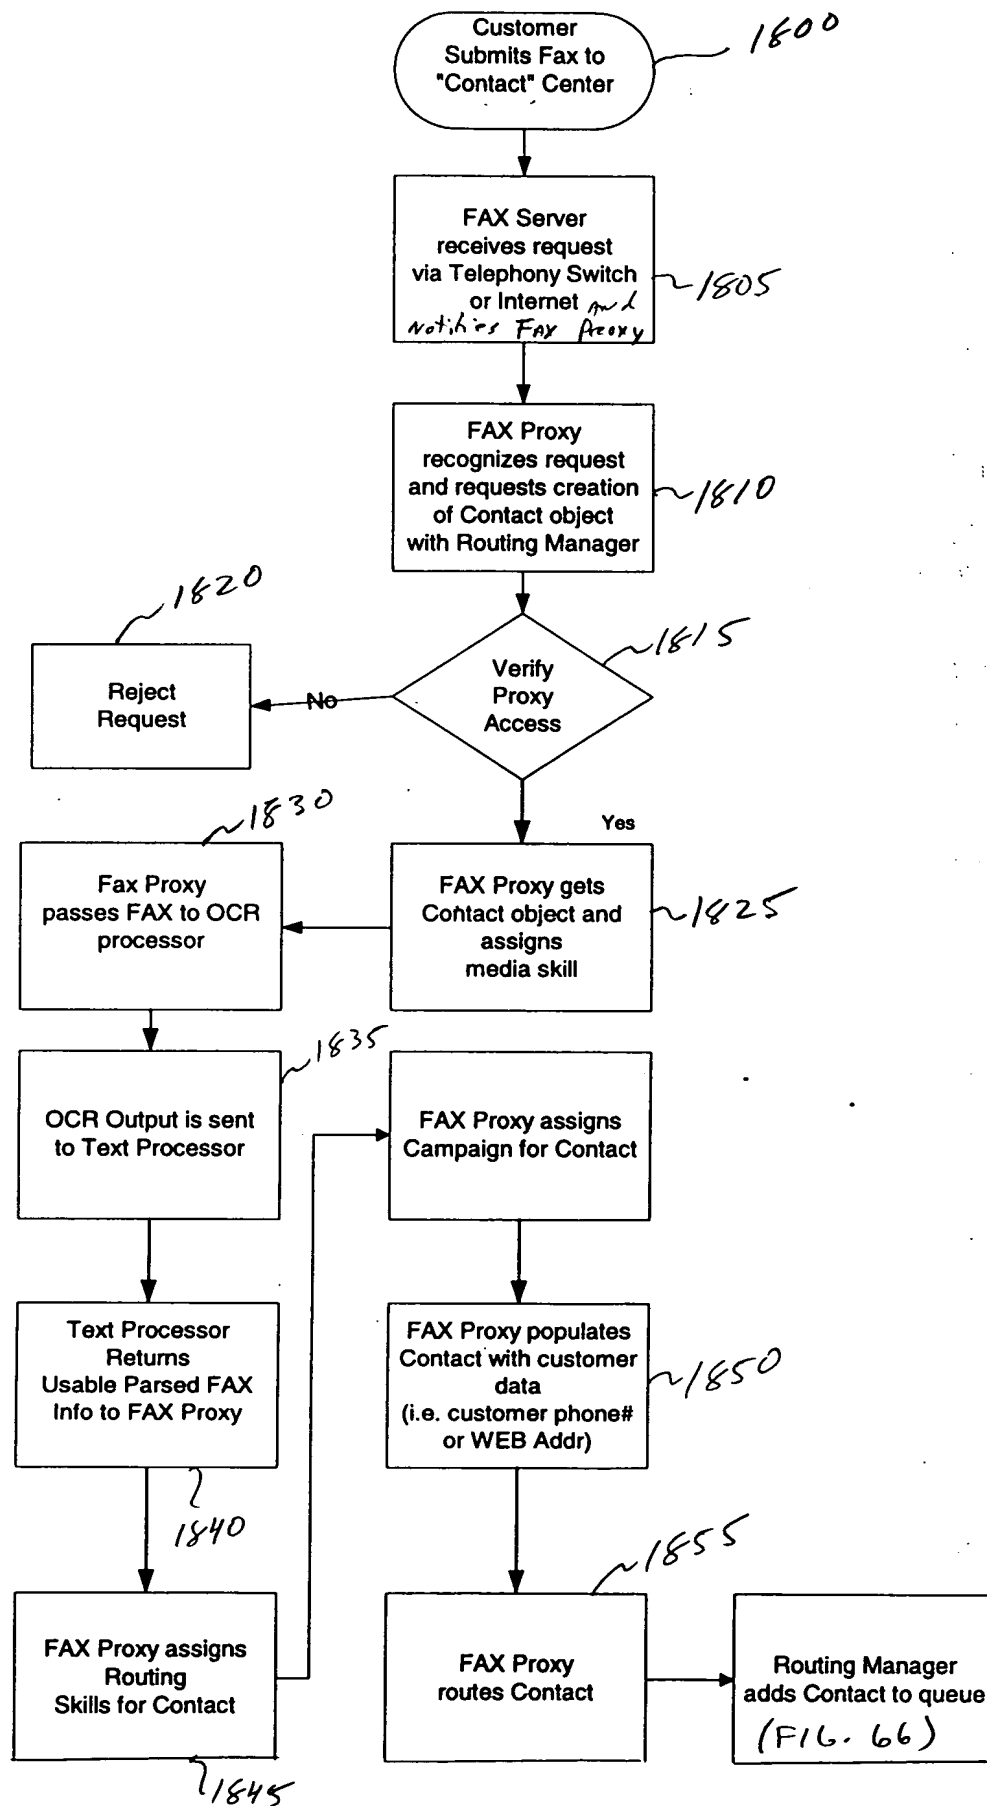 Customer
Submits Fax to
"Contact" Center
1800
FAX Server
receives request
via Telephony Switch
or Internet And
Notifies FAX Proxy
1805
FAX Proxy
recognizes request
and requests creation
of Contact object
with Routing Manager
1810
Verify
Proxy
Access
1815
No
Reject
Request
1820
Yes
FAX Proxy gets
Contact object and
assigns
media skill
1825
Fax Proxy
passes FAX to OCR
processor
1830
OCR Output is sent
to Text Processor
1835
Text Processor
Returns
Usable Parsed FAX
Info to FAX Proxy
1840
FAX Proxy assigns
Routing
Skills for Contact
1845
FAX Proxy assigns
Campaign for Contact
FAX Proxy populates
Contact with customer
data
(i.e. customer phone#
or WEB Addr)
1850
FAX Proxy
routes Contact
1855
Routing Manager
adds Contact to queue
(FIG. 66)